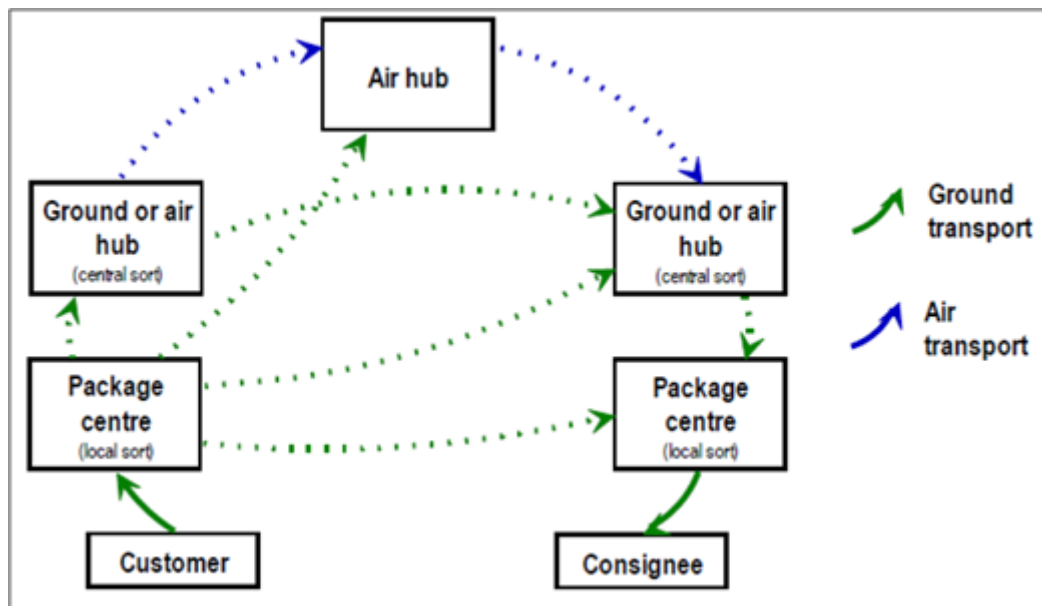 Air hub
Ground or air
hub
(central sort)
Ground or air
hub
(central sort)
Ground
transport
Air
transport
Package
centre
(local sort)
Package
centre
(local sort)
Customer
Consignee